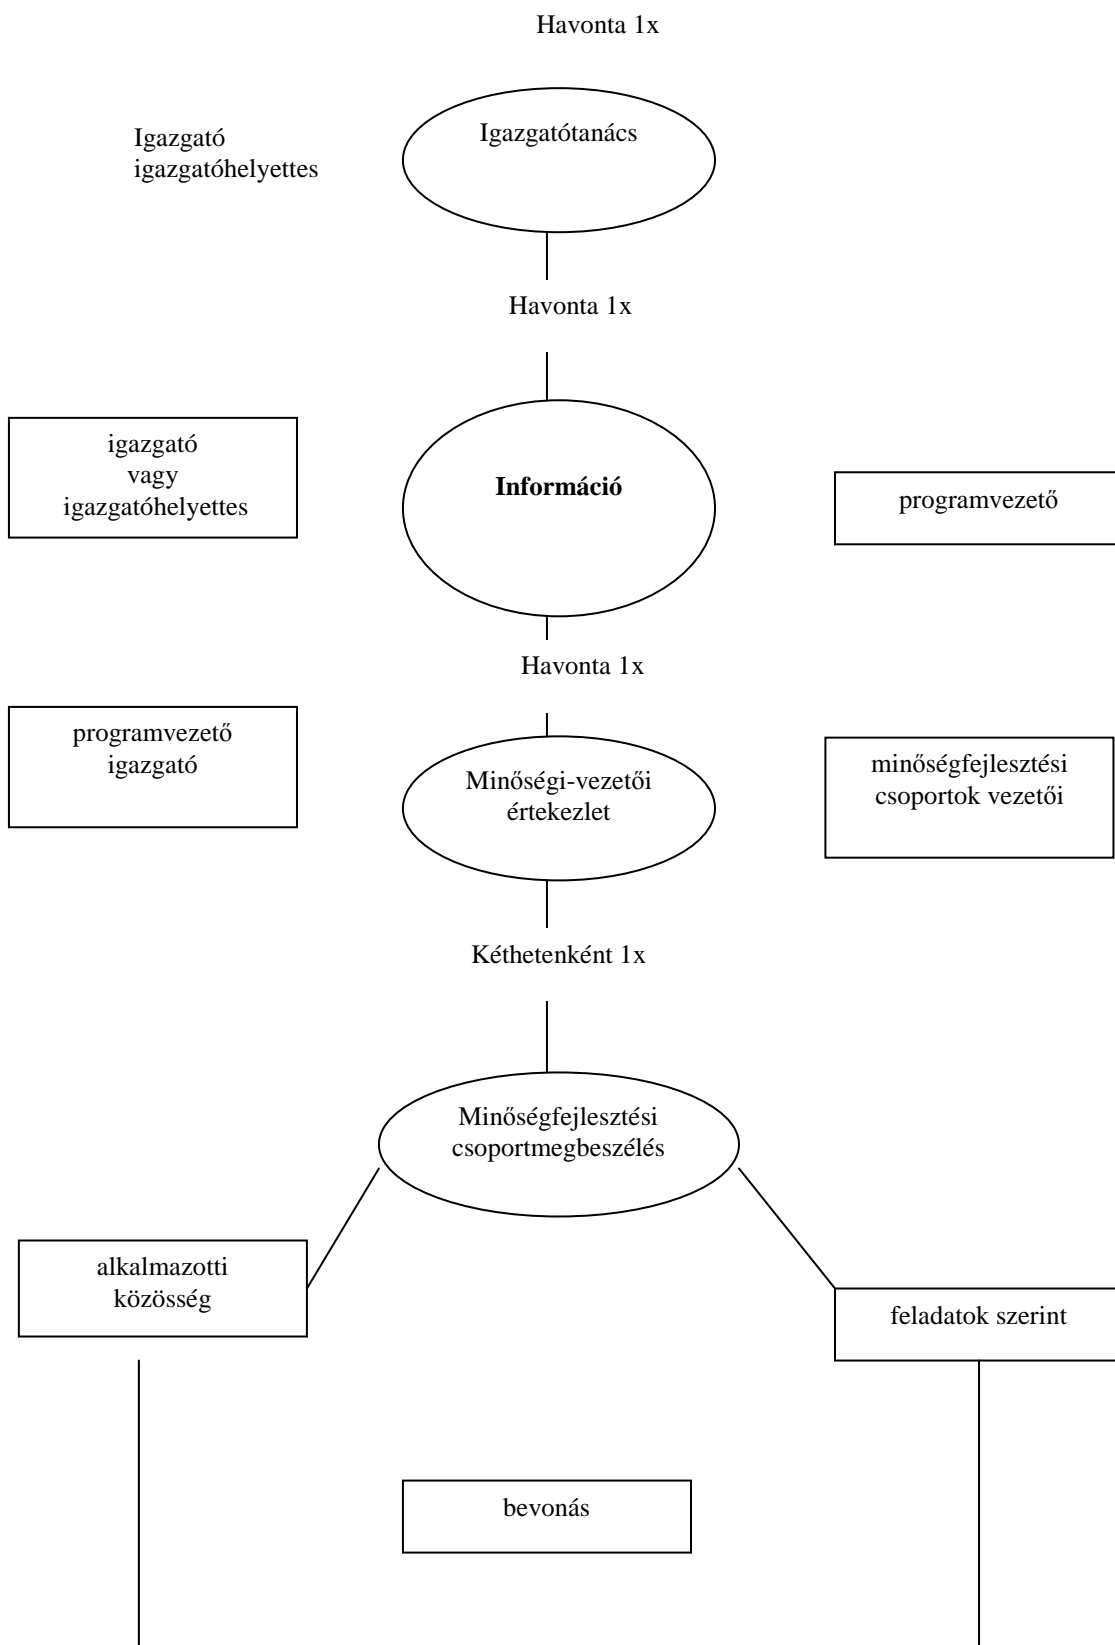 Havonta 1x
Igazgató
igazgatóhelyettes
Igazgatótanács
Havonta 1x
igazgató
vagy
igazgatóhelyettes
Információ
programvezető
Havonta 1x
programvezető
igazgató
Minőségi-vezetői
értekezlet
minőségfejlesztési
csoportok vezetői
Kéthetenként 1x
Minőségfejlesztési
csoportmegbeszélés
alkalmazotti
közösség
feladatok szerint
bevonás